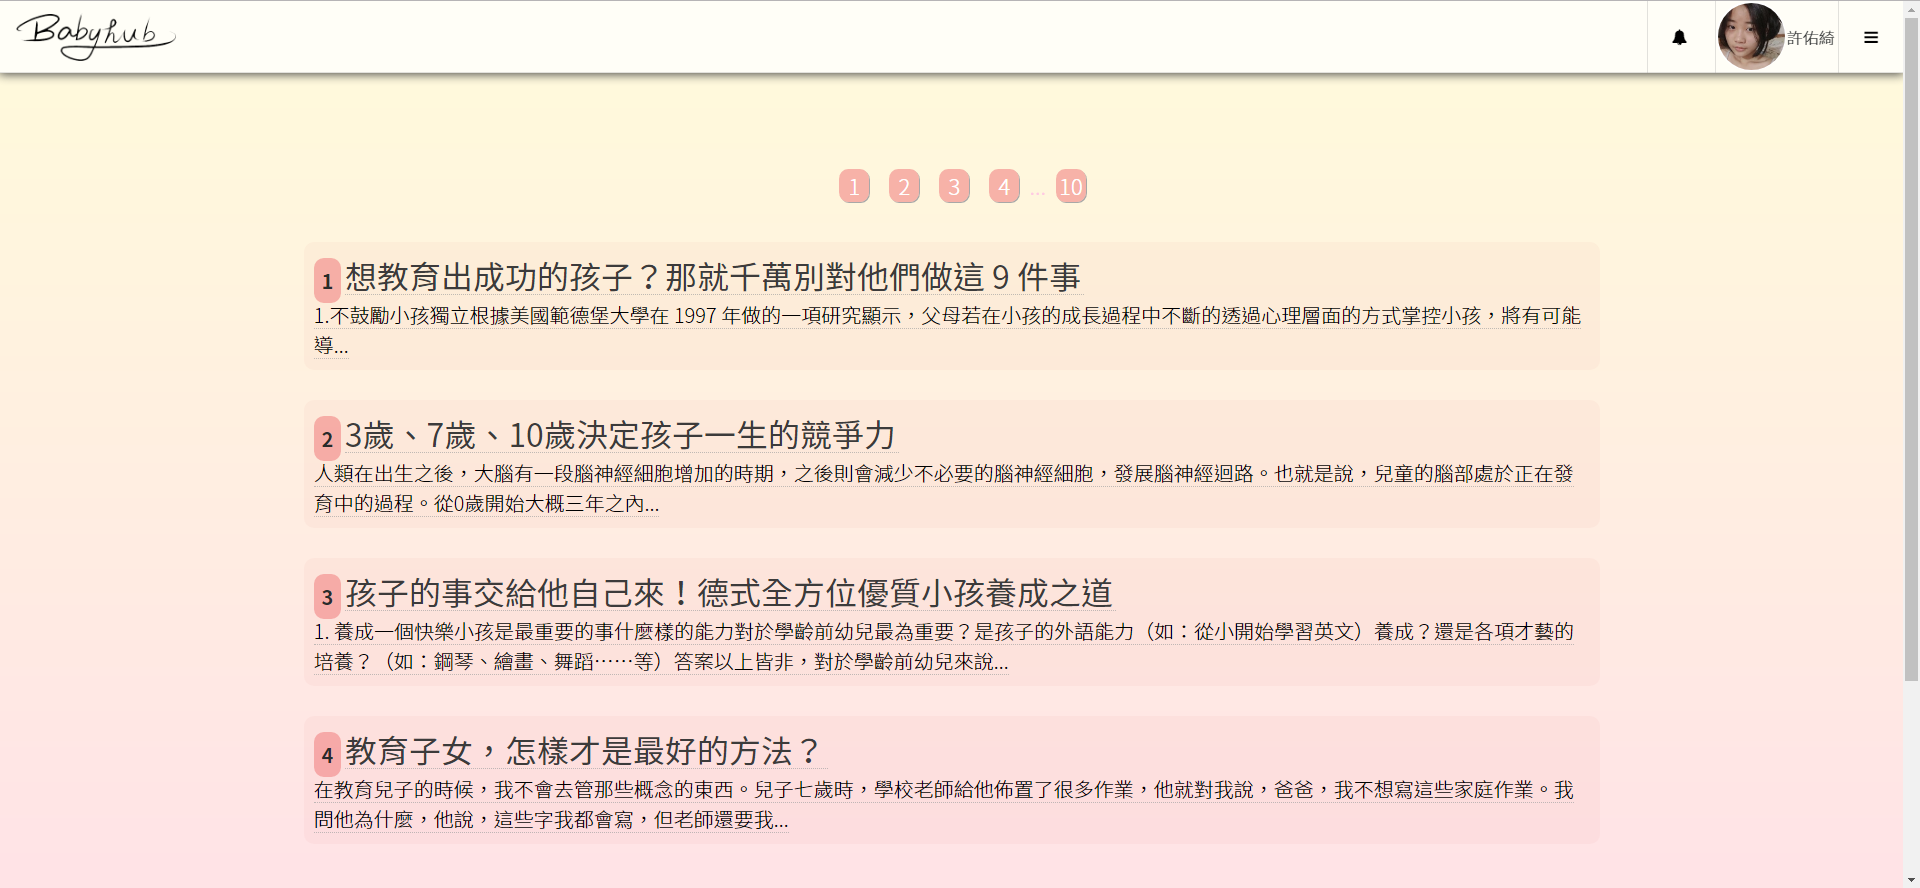 Babyhub
許佑綺
1 2 3 4 ... 10
1 想教育出成功的孩子？那就千萬別對他們做這 9 件事
1.不鼓勵小孩獨立根據美國範德堡大學在 1997 年做的一項研究顯示，父母若在小孩的成長過程中不斷的透過心理層面的方式掌控小孩，將有可能
導...
2 3歲、7歲、10歲決定孩子一生的競爭力
人類在出生之後，大腦有一段腦神經細胞增加的時期，之後則會減少不必要的腦神經細胞，發展腦神經迴路。也就是說，兒童的腦部處於正在發
育中的過程。從0歲開始大概三年之內...
3 孩子的事交給他自己來！德式全方位優質小孩養成之道
1. 養成一個快樂小孩是最重要的事什麼樣的能力對於學齡前幼兒最為重要？是孩子的外語能力（如：從小開始學習英文）養成？還是各項才藝的
培養？（如：鋼琴、繪畫、舞蹈……等）答案以上皆非，對於學齡前幼兒來說...
4 教育子女，怎樣才是最好的方法？
在教育兒子的時候，我不會去管那些概念的東西。兒子七歲時，學校老師給他佈置了很多作業，他就對我說，爸爸，我不想寫這些家庭作業。我
問他為什麼，他說，這些字我都會寫，但老師還要我...